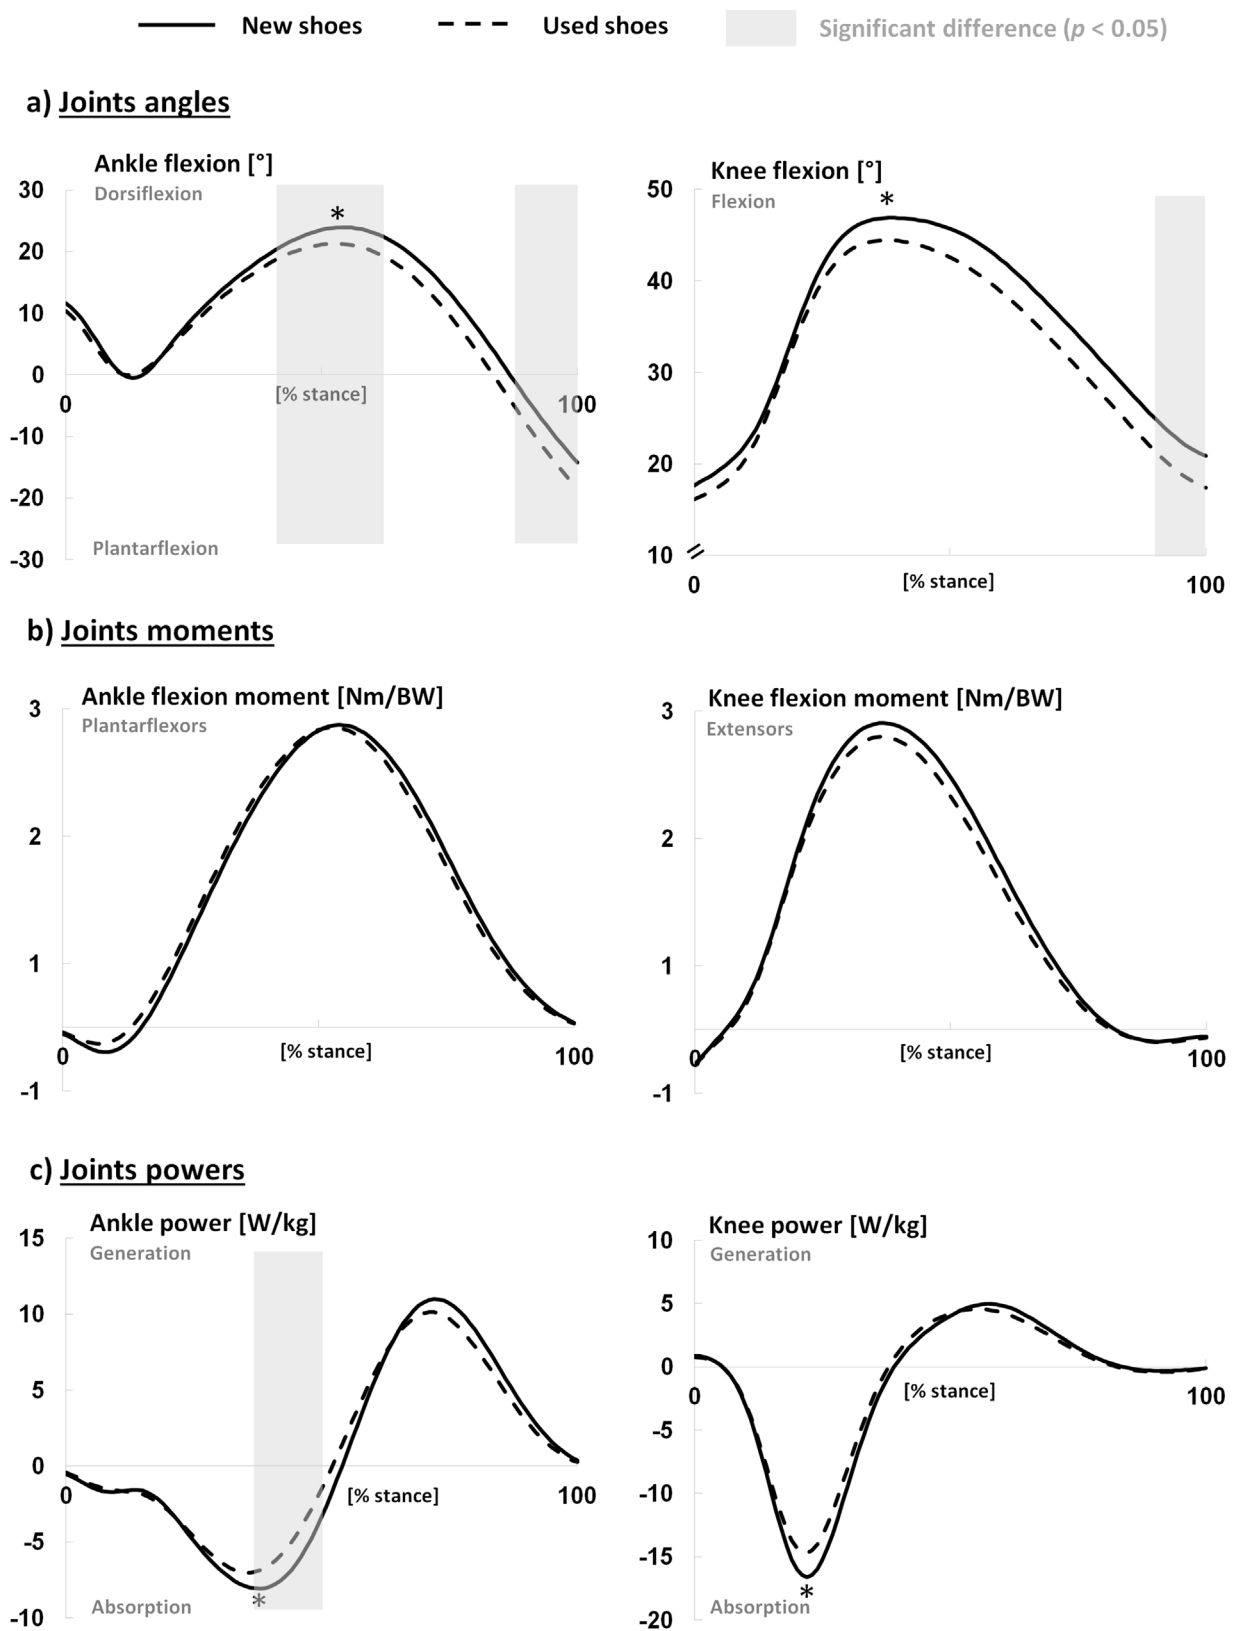 New shoes Used shoes Significant difference (p < 0.05)
a) Joints angles
Ankle flexion [°]
Dorsiflexion
*
30
20
10
0
-10
-20
-30
0
[% stance]
100
Plantarflexion
Knee flexion [°]
Flexion
*
50
40
30
20
10
0
[% stance]
100
b) Joints moments
Ankle flexion moment [Nm/BW]
Plantarflexors
3
2
1
-1
0
[% stance]
100
Knee flexion moment [Nm/BW]
Extensors
3
2
1
-1
0
[% stance]
100
c) Joints powers
Ankle power [W/kg]
Generation
15
10
5
0
-5
-10
0
[% stance]
100
*
Absorption
Knee power [W/kg]
Generation
10
5
0
-5
-10
-15
-20
0
[% stance]
100
*
Absorption